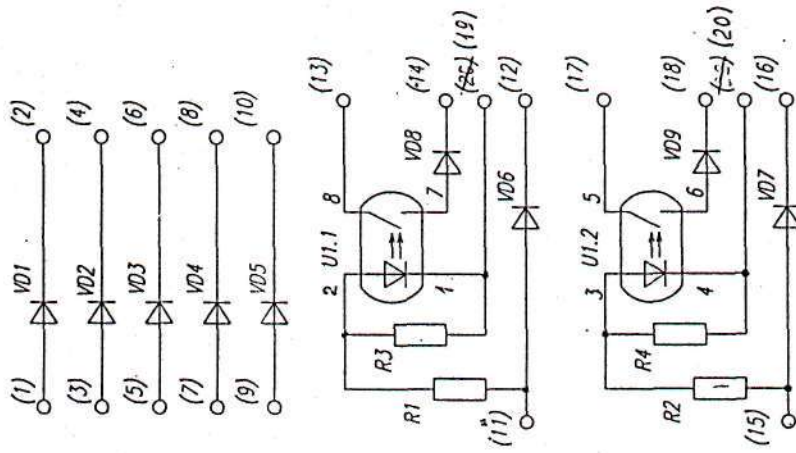 (1) VD1 (2)
(3) VD2 (4)
(5) VD3 (6)
(7) VD4 (8)
(9) VD5 (10)
U1.1
2 8 (13)
R3
1 7 VD8 (14)
(19)
R1
(11) VD6 (12)
U1.2
3 5 (17)
R4
4 6 VD9 (18)
(20)
R2
(15) VD7 (16)